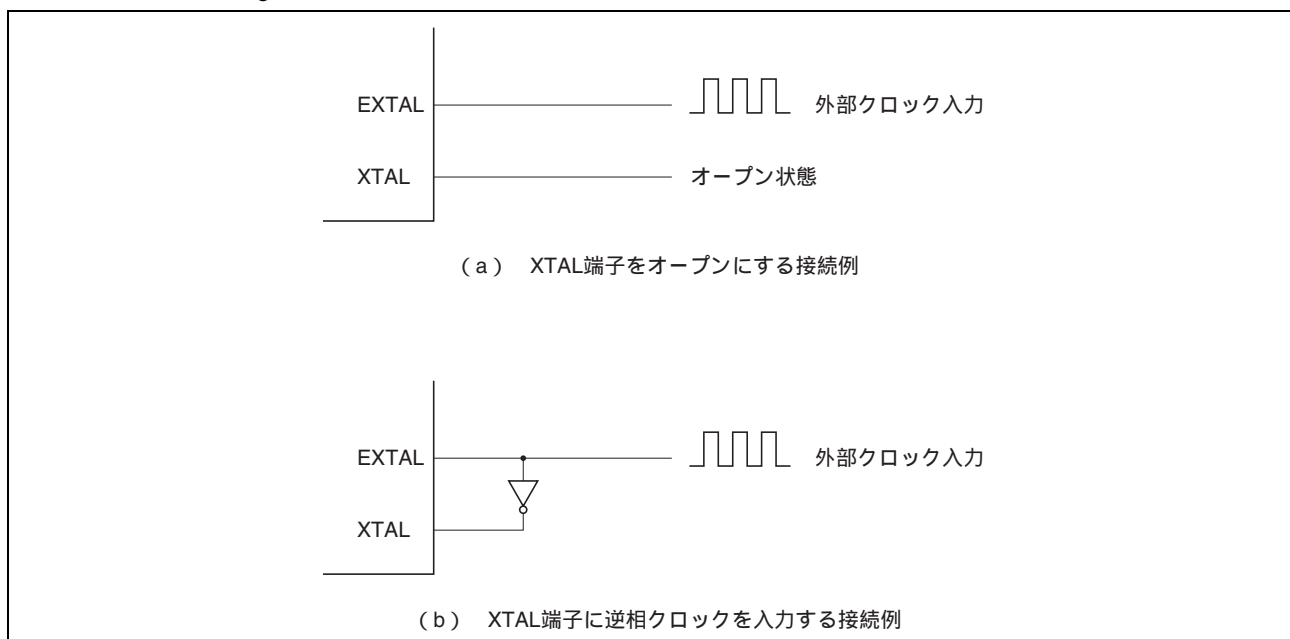 EXTAL 外部クロック入力
XTAL オープン状態
(a) XTAL端子をオープンにする接続例
EXTAL 外部クロック入力
XTAL
(b) XTAL端子に逆相クロックを入力する接続例